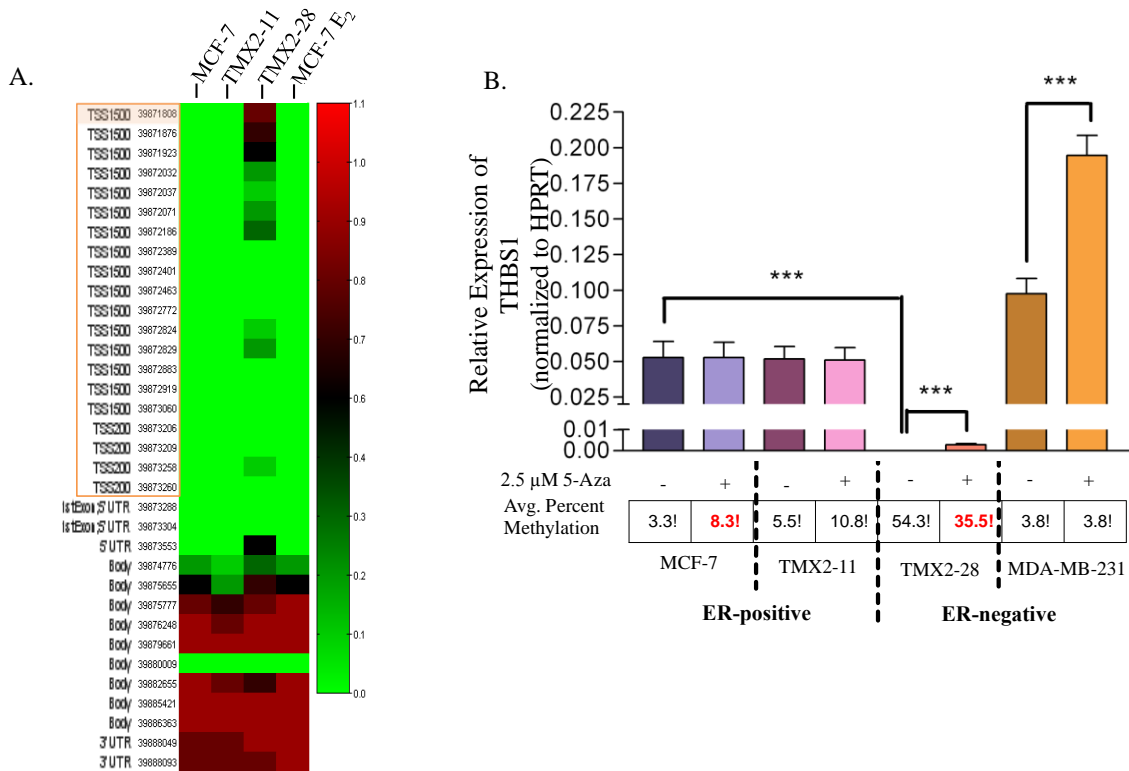 A.
MCF-7
TMX2-11
TMX2-28
MCF-7 E2
TSS1500 39871808
TSS1500 39871876
TSS1500 39871923
TSS1500 39872032
TSS1500 39872037
TSS1500 39872071
TSS1500 39872186
TSS1500 39872389
TSS1500 39872401
TSS1500 39872463
TSS1500 39872772
TSS1500 39872824
TSS1500 39872829
TSS1500 39872883
TSS1500 39872919
TSS1500 39873060
TSS200 39873206
TSS200 39873209
TSS200 39873258
TSS200 39873260
1stExon;5'UTR 39873288
1stExon;5'UTR 39873304
5'UTR 39873553
Body 39874776
Body 39875655
Body 39875777
Body 39876248
Body 39879661
Body 39880009
Body 39882655
Body 39885421
Body 39886363
3'UTR 39888049
3'UTR 39888093
1.1
1.0
0.9
0.8
0.7
0.6
0.5
0.4
0.3
0.2
0.1
0.0
B.
Relative Expression of
THBS1
(normalized to HPRT)
0.225
0.200
0.175
0.150
0.125
0.100
0.075
0.050
0.025
0.01
0.00
***
***
***
2.5 µM 5-Aza - + - + - + - +
Avg. Percent
Methylation
3.3! 8.3! 5.5! 10.8! 54.3! 35.5! 3.8! 3.8!
MCF-7 TMX2-11 TMX2-28 MDA-MB-231
ER-positive ER-negative